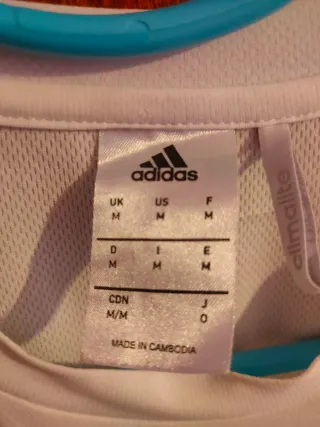 adidas
UK US F
M M M
D I E
M M M
CDN J
M/M O
MADE IN CAMBODIA
climalite